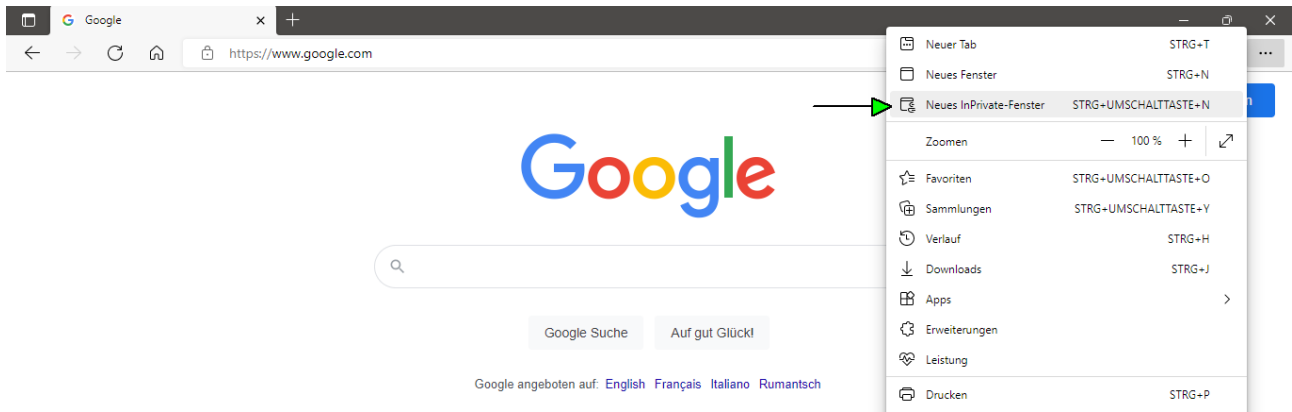 Google
https://www.google.com
Neuer Tab STRG+T
Neues Fenster STRG+N
Neues InPrivate-Fenster STRG+UMSCHALTTASTE+N
Zoomen 100 %
Favoriten STRG+UMSCHALTTASTE+O
Sammlungen STRG+UMSCHALTTASTE+Y
Verlauf STRG+H
Downloads STRG+J
Apps
Erweiterungen
Leistung
Drucken STRG+P
Google
Google Suche Auf gut Glück!
Google angeboten auf: English Français Italiano Rumantsch